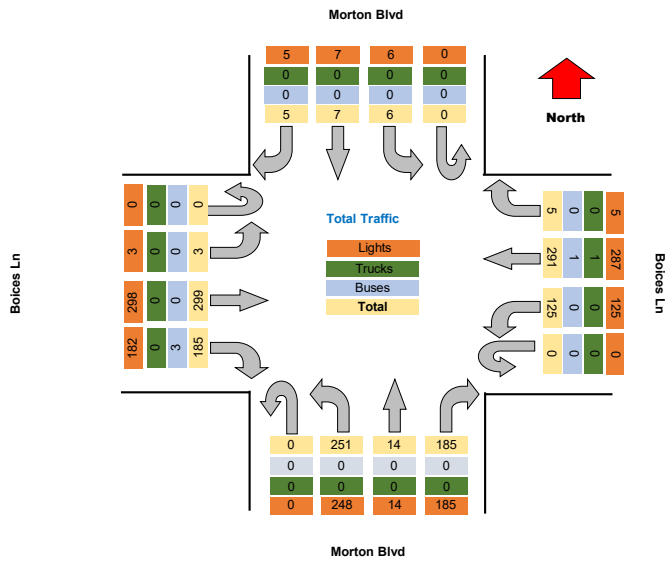 Morton Blvd
5 7 6 0
0 0 0 0
0 0 0 0
5 7 6 0
North
Boices Ln
0 0 0 0
3 0 0 3
298 0 0 299
182 0 3 185
Total Traffic
Lights
Trucks
Buses
Total
5 0 0 5
291 1 1 287
125 0 0 125
0 0 0 0
Boices Ln
0 251 14 185
0 0 0 0
0 0 0 0
0 248 14 185
Morton Blvd